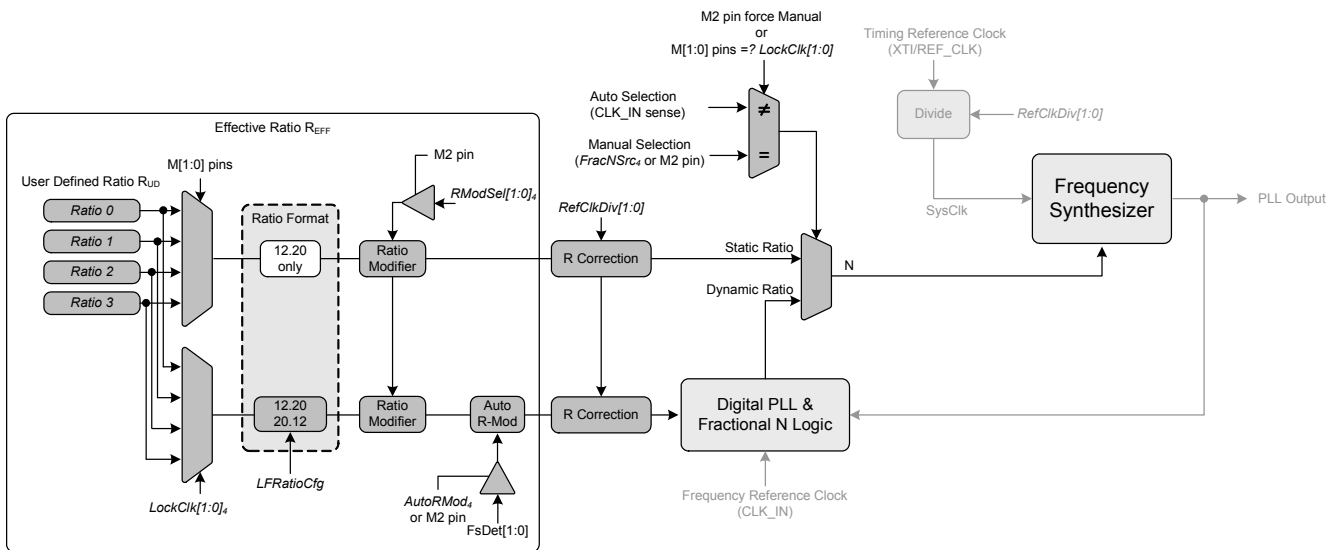 M2 pin force Manual
or
M[1:0] pins =? LockClk[1:0]
Timing Reference Clock
(XTI/REF_CLK)
Auto Selection
(CLK_IN sense)
≠
Divide
RefClkDiv[1:0]
Effective Ratio REFF
Manual Selection
(FracNSrc4 or M2 pin)
=
M[1:0] pins
M2 pin
User Defined Ratio RUD
RModSel[1:0]4
Frequency
Synthesizer
PLL Output
Ratio 0
Ratio Format
RefClkDiv[1:0]
SysClk
Ratio 1
12.20
only
Ratio
Modifier
R Correction
Static Ratio
N
Ratio 2
Ratio 3
Dynamic Ratio
12.20
20.12
Ratio
Modifier
Auto
R-Mod
R Correction
Digital PLL &
Fractional N Logic
LFRatioCfg
LockClk[1:0]4
AutoRMod4
or M2 pin
FsDet[1:0]
Frequency Reference Clock
(CLK_IN)